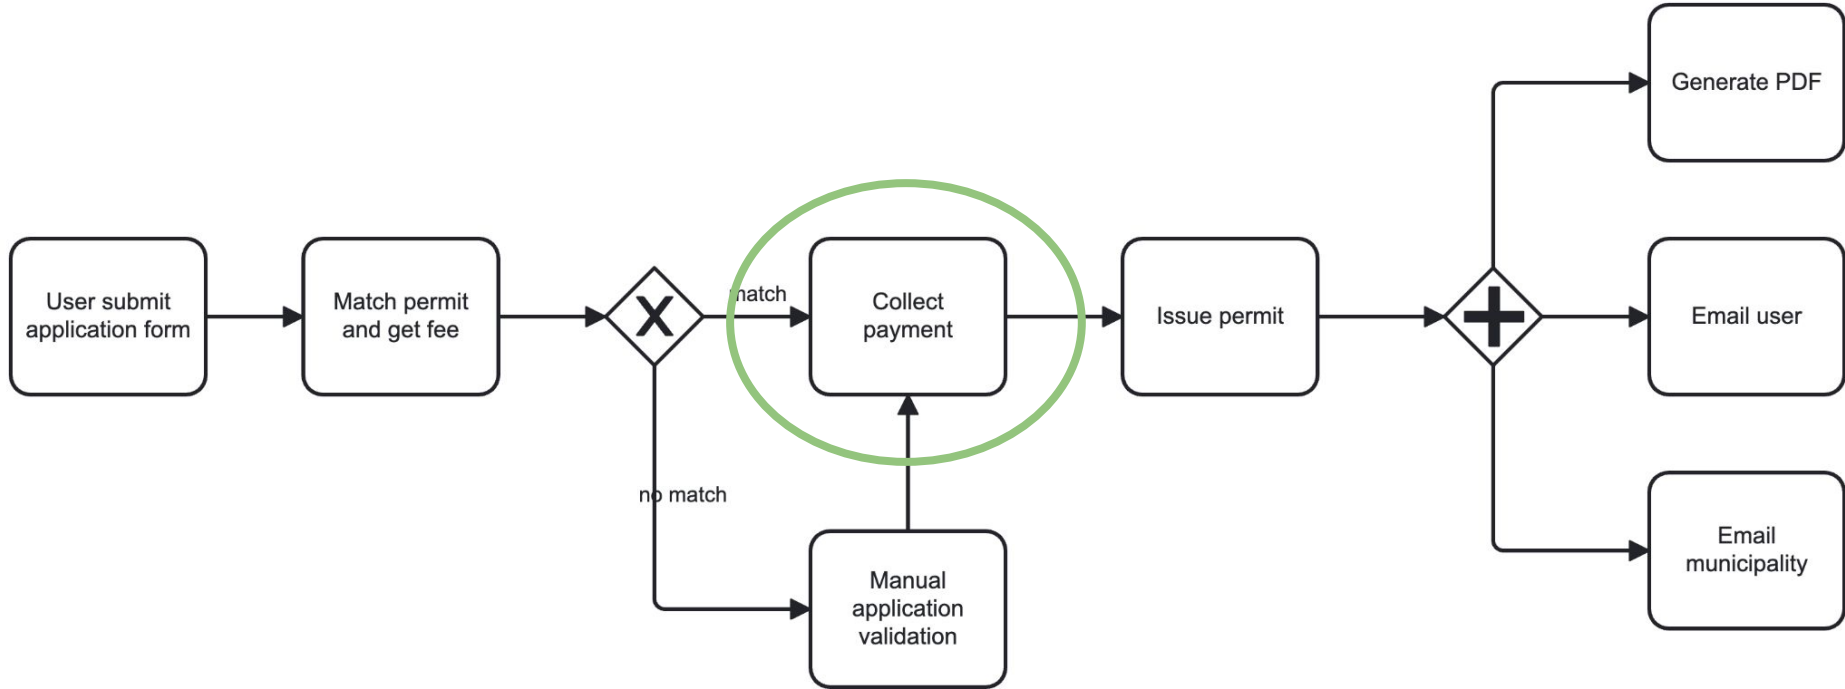 User submit
application form
Match permit
and get fee
X
match
no match
Collect
payment
Manual
application
validation
Issue permit
Generate PDF
Email user
Email
municipality